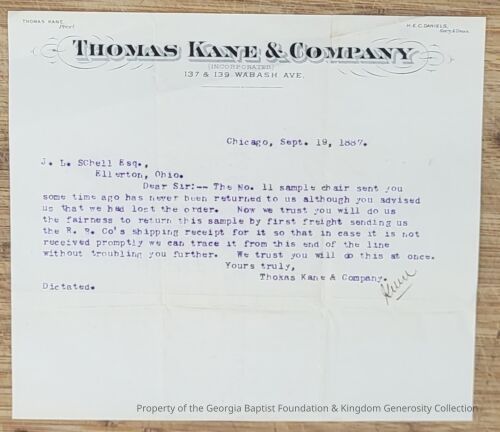 THOMAS KANE,
Pres't
H.E.C. DANIELS,
Sec'y & Treas.
THOMAS KANE & COMPANY
(INCORPORATED)
137 & 139 WABASH AVE.
Chicago, Sept. 19, 1887.
J. L. SChell Esq.,
Ellerton, Ohio.
Dear Sir:-- The No. 11 sample chair sent you
some time ago has never been returned to us although you advised
us that we had lost the order. Now we trust you will do us
the fairness to return this sample by first freight sending us
the R. R. Co's shipping receipt for it so that in case it is not
received promptly we can trace it from this end of the line
without troubling you further. We trust you will do this at once.
Yours truly,
Thokas Kane & Company.
Dictated.
Property of the Georgia Baptist Foundation & Kingdom Generosity Collection